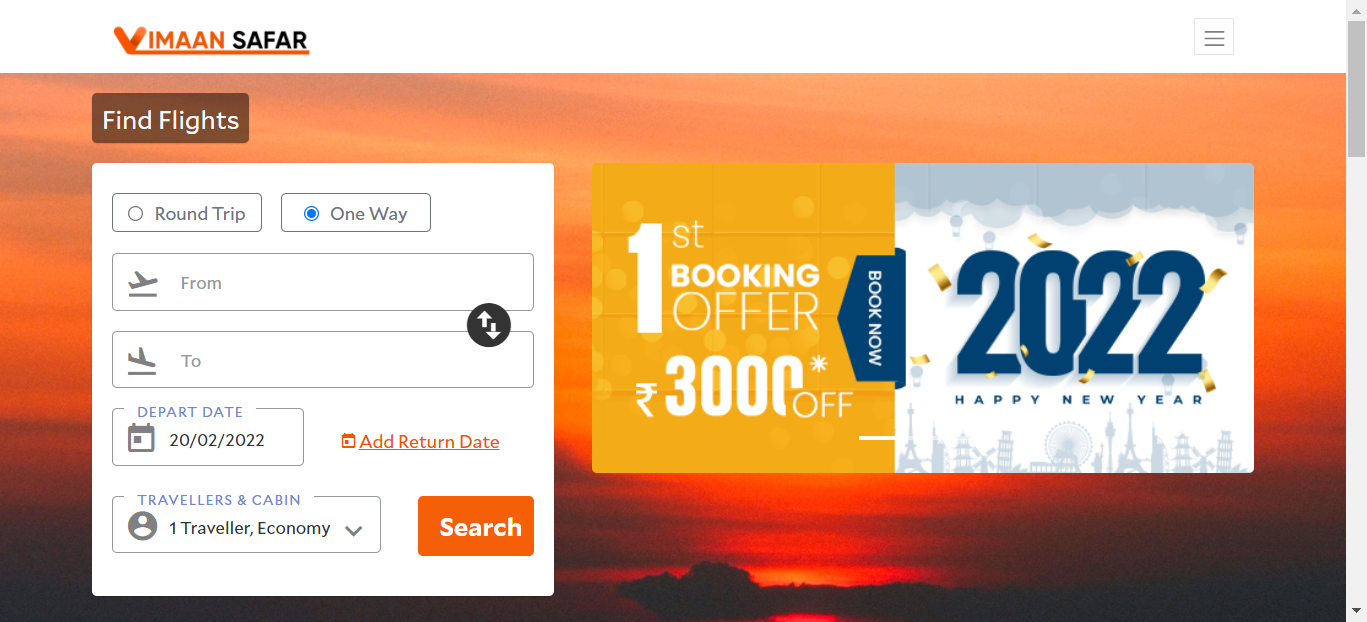 VIMAAN SAFAR
Find Flights
Round Trip
One Way
From
To
DEPART DATE
20/02/2022
Add Return Date
TRAVELLERS & CABIN
1 Traveller, Economy
Search
1st
BOOKING
OFFER
₹ 3000* OFF
BOOK NOW
2022
HAPPY NEW YEAR